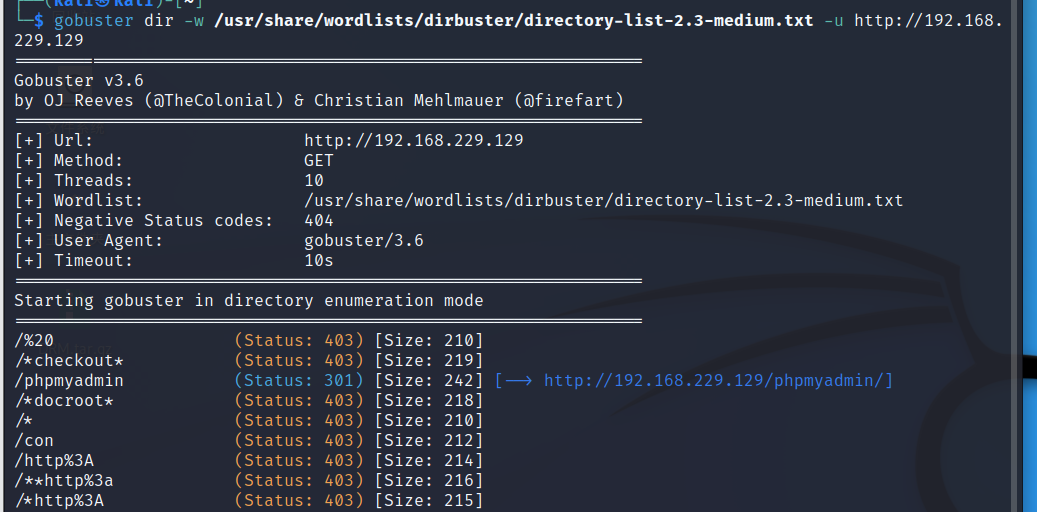 (kali㉿kali)-[~]
└─$ gobuster dir -w /usr/share/wordlists/dirbuster/directory-list-2.3-medium.txt -u http://192.168.
229.129
===============================================================
Gobuster v3.6
by OJ Reeves (@TheColonial) & Christian Mehlmauer (@firefart)
===============================================================
[+] Url:                     http://192.168.229.129
[+] Method:                  GET
[+] Threads:                 10
[+] Wordlist:                /usr/share/wordlists/dirbuster/directory-list-2.3-medium.txt
[+] Negative Status codes:   404
[+] User Agent:              gobuster/3.6
[+] Timeout:                 10s
===============================================================
Starting gobuster in directory enumeration mode
===============================================================
/%20                  (Status: 403) [Size: 210]
/*checkout*           (Status: 403) [Size: 219]
/phpmyadmin           (Status: 301) [Size: 242] [--> http://192.168.229.129/phpmyadmin/]
/*docroot*            (Status: 403) [Size: 218]
/*                    (Status: 403) [Size: 210]
/con                  (Status: 403) [Size: 212]
/http%3A              (Status: 403) [Size: 214]
/**http%3a            (Status: 403) [Size: 216]
/*http%3A             (Status: 403) [Size: 215]